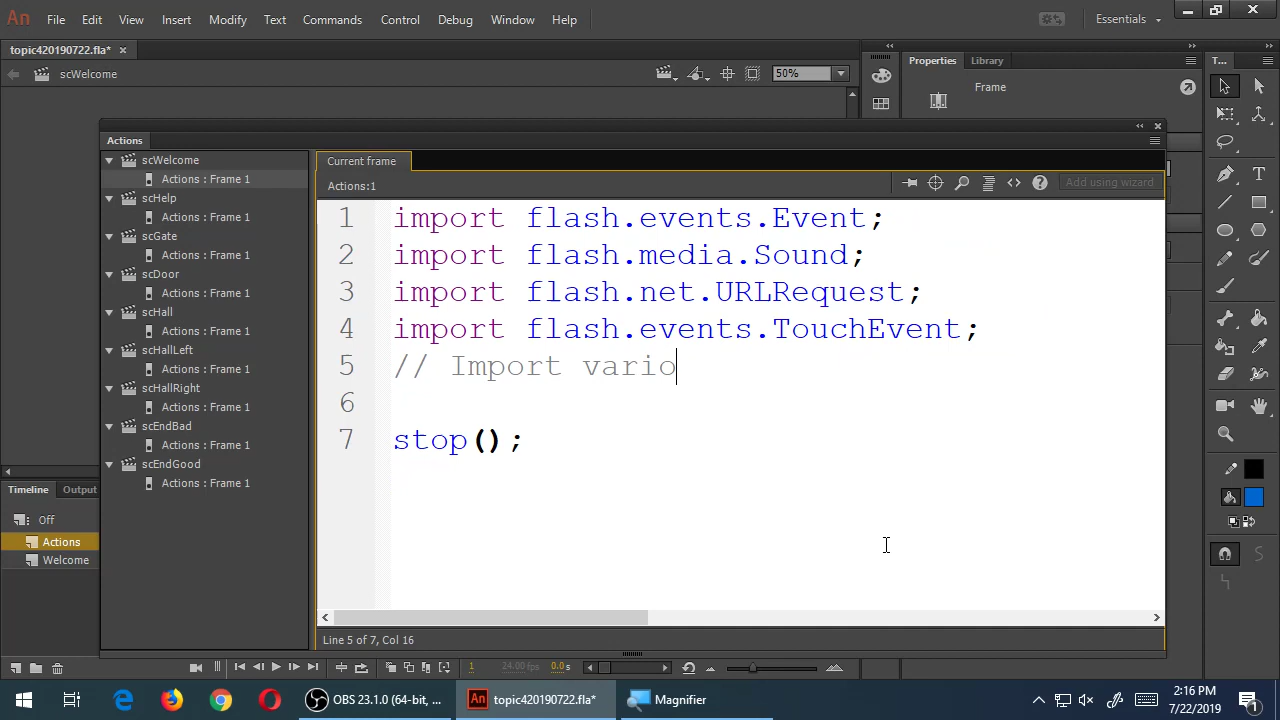 An File Edit View Insert Modify Text Commands Control Debug Window Help Essentials
topic420190722.fla* ×
scWelcome 50%
Properties Library T...
Frame
Actions
Current frame
Actions:1 Add using wizard
scWelcome
Actions : Frame 1
scHelp
Actions : Frame 1
scGate
Actions : Frame 1
scDoor
Actions : Frame 1
scHall
Actions : Frame 1
scHallLeft
Actions : Frame 1
scHallRight
Actions : Frame 1
scEndBad
Actions : Frame 1
scEndGood
Actions : Frame 1
1 import flash.events.Event;
2 import flash.media.Sound;
3 import flash.net.URLRequest;
4 import flash.events.TouchEvent;
5 // Import vario
6
7 stop();
Line 5 of 7, Col 16
Timeline Output
Off
Actions
Welcome
1 24.00 fps 0.0 s
OBS 23.1.0 (64-bit, ...
An topic420190722.fla*
Magnifier
2:16 PM
7/22/2019
1